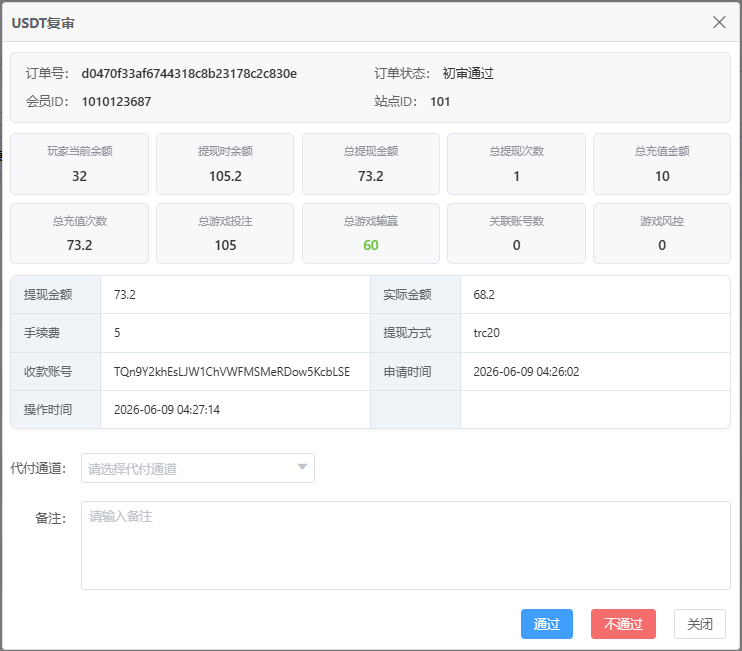 USDT复审
订单号： d0470f33af6744318c8b23178c2c830e 订单状态： 初审通过
会员ID： 1010123687 站点ID： 101
玩家当前余额 提现时余额 总提现金额 总提现次数 总充值金额
32 105.2 73.2 1 10
总充值次数 总游戏投注 总游戏输赢 关联账号数 游戏风控
73.2 105 60 0 0
提现金额 73.2 实际金额 68.2
手续费 5 提现方式 trc20
收款账号 TQn9Y2khEsLJW1ChVWFMSMeRDow5KcbLSE 申请时间 2026-06-09 04:26:02
操作时间 2026-06-09 04:27:14
代付通道： 请选择代付通道
备注： 请输入备注
通过 不通过 关闭